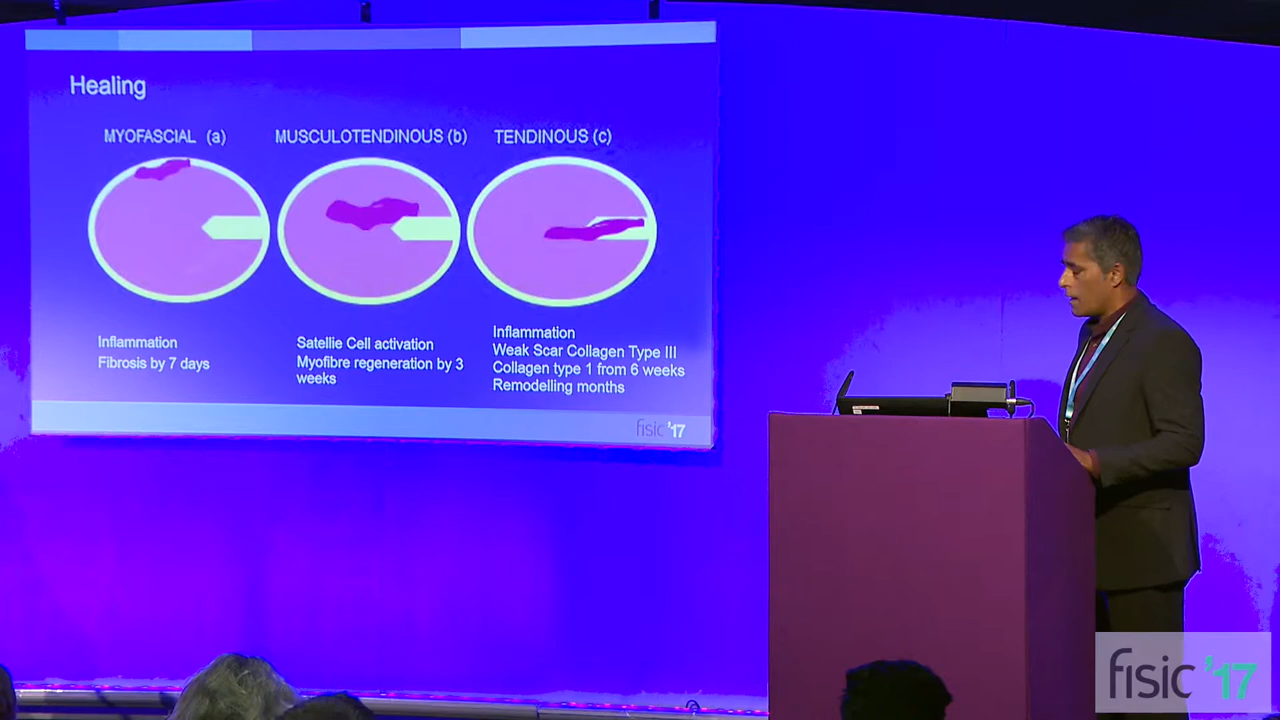 Healing
MYOFASCIAL (a)
MUSCULOTENDINOUS (b)
TENDINOUS (c)
Inflammation
Fibrosis by 7 days
Satellie Cell activation
Myofibre regeneration by 3
weeks
Inflammation
Weak Scar Collagen Type III
Collagen type 1 from 6 weeks
Remodelling months
fisic '17
fisic '17